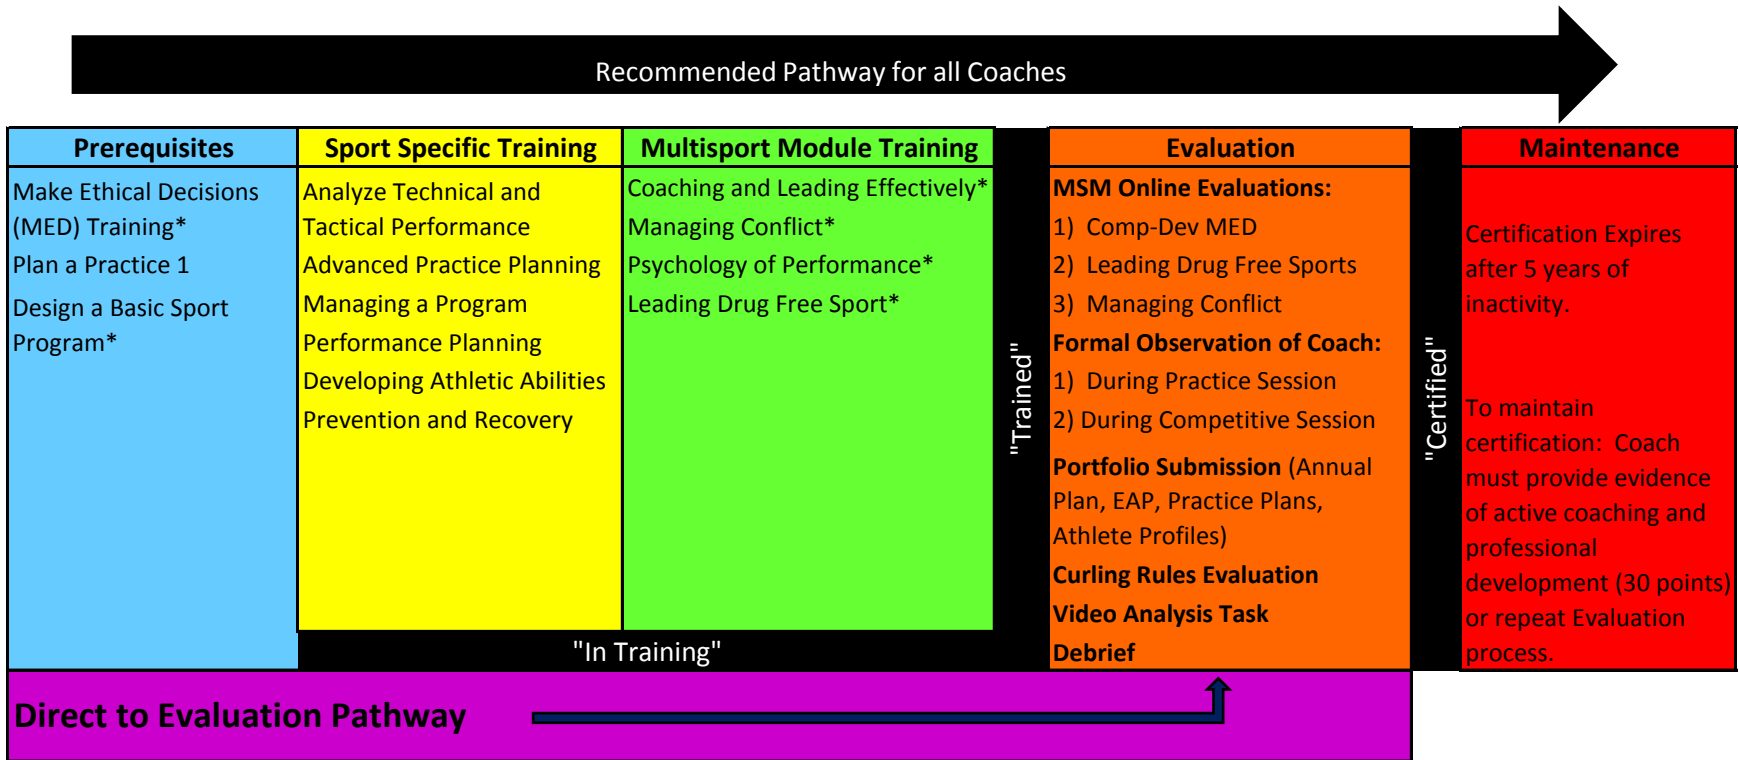 Recommended Pathway for all Coaches
Prerequisites
Make Ethical Decisions
(MED) Training*
Plan a Practice 1
Design a Basic Sport
Program*
Sport Specific Training
Analyze Technical and
Tactical Performance
Advanced Practice Planning
Managing a Program
Performance Planning
Developing Athletic Abilities
Prevention and Recovery
Multisport Module Training
Coaching and Leading Effectively*
Managing Conflict*
Psychology of Performance*
Leading Drug Free Sport*
"In Training"
"Trained"
Evaluation
MSM Online Evaluations:
1) Comp-Dev MED
2) Leading Drug Free Sports
3) Managing Conflict
Formal Observation of Coach:
1) During Practice Session
2) During Competitive Session
Portfolio Submission (Annual
Plan, EAP, Practice Plans,
Athlete Profiles)
Curling Rules Evaluation
Video Analysis Task
Debrief
"Certified"
Maintenance
Certification Expires
after 5 years of
inactivity.
To maintain
certification: Coach
must provide evidence
of active coaching and
professional
development (30 points)
or repeat Evaluation
process.
Direct to Evaluation Pathway